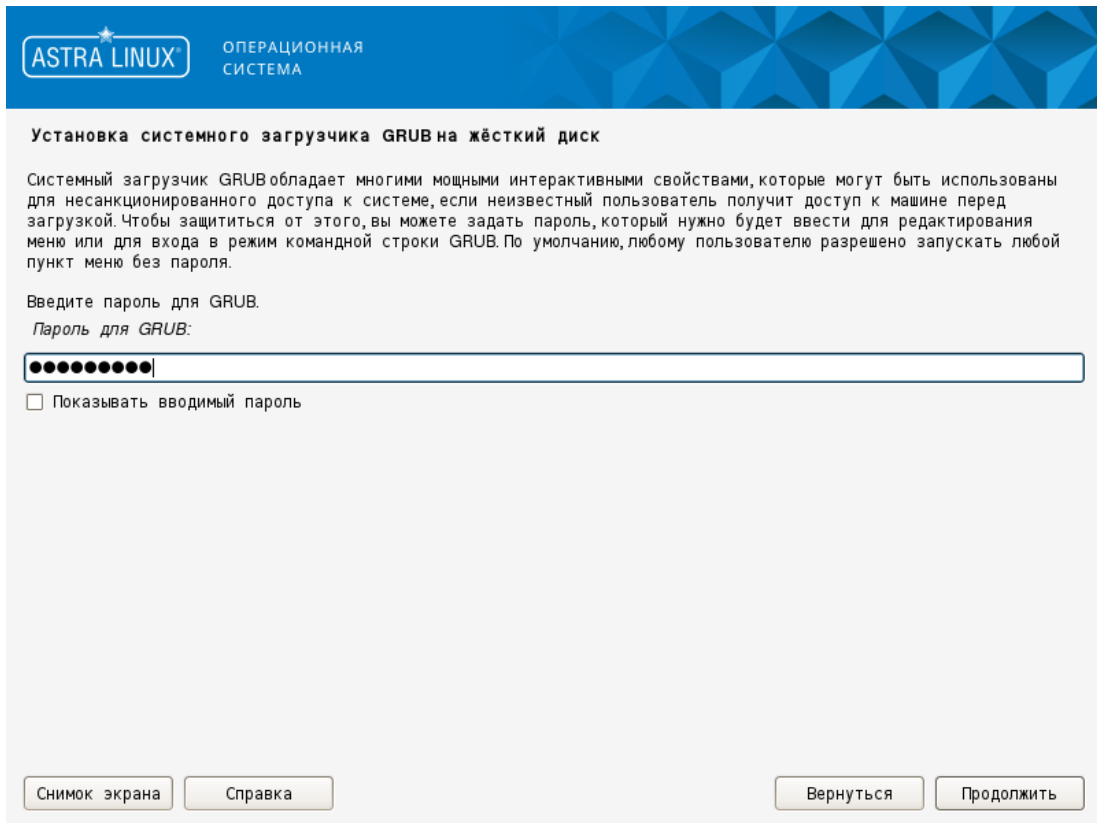 ASTRA LINUX®
ОПЕРАЦИОННАЯ
СИСТЕМА
Установка системного загрузчика GRUB на жёсткий диск
Системный загрузчик GRUB обладает многими мощными интерактивными свойствами, которые могут быть использованы
для несанкционированного доступа к системе, если неизвестный пользователь получит доступ к машине перед
загрузкой. Чтобы защититься от этого, вы можете задать пароль, который нужно будет ввести для редактирования
меню или для входа в режим командной строки GRUB. По умолчанию, любому пользователю разрешено запускать любой
пункт меню без пароля.
Введите пароль для GRUB.
Пароль для GRUB:
●●●●●●●●●
Показывать вводимый пароль
Снимок экрана
Справка
Вернуться
Продолжить